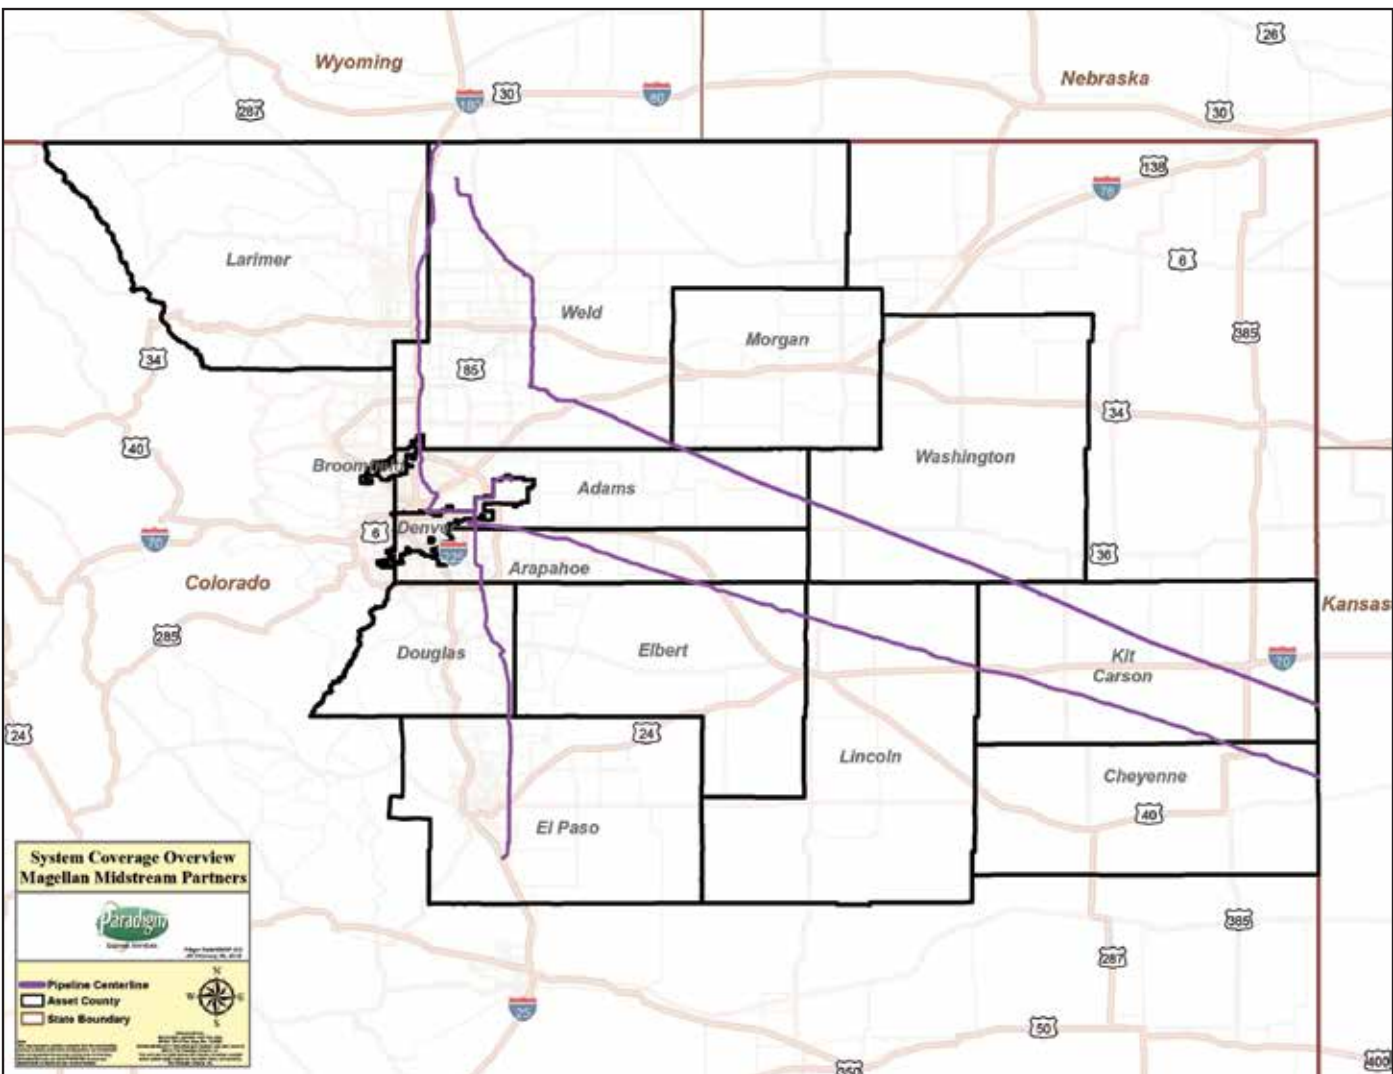 26
Wyoming
Nebraska
180
30
80
287
30
138
76
Larimer
6
Weld
385
Morgan
34
85
34
40
Washington
Adams
6
70
225
36
Arapahoe
Colorado
Kansas
285
Douglas
Elbert
Kit
Carson
70
24
24
Lincoln
Cheyenne
40
El Paso
System Coverage Overview
Magellan Midstream Partners
Paradigm
385
287
Pipeline Centerline
N
W
E
S
Asset County
State Boundary
25
50
350
400